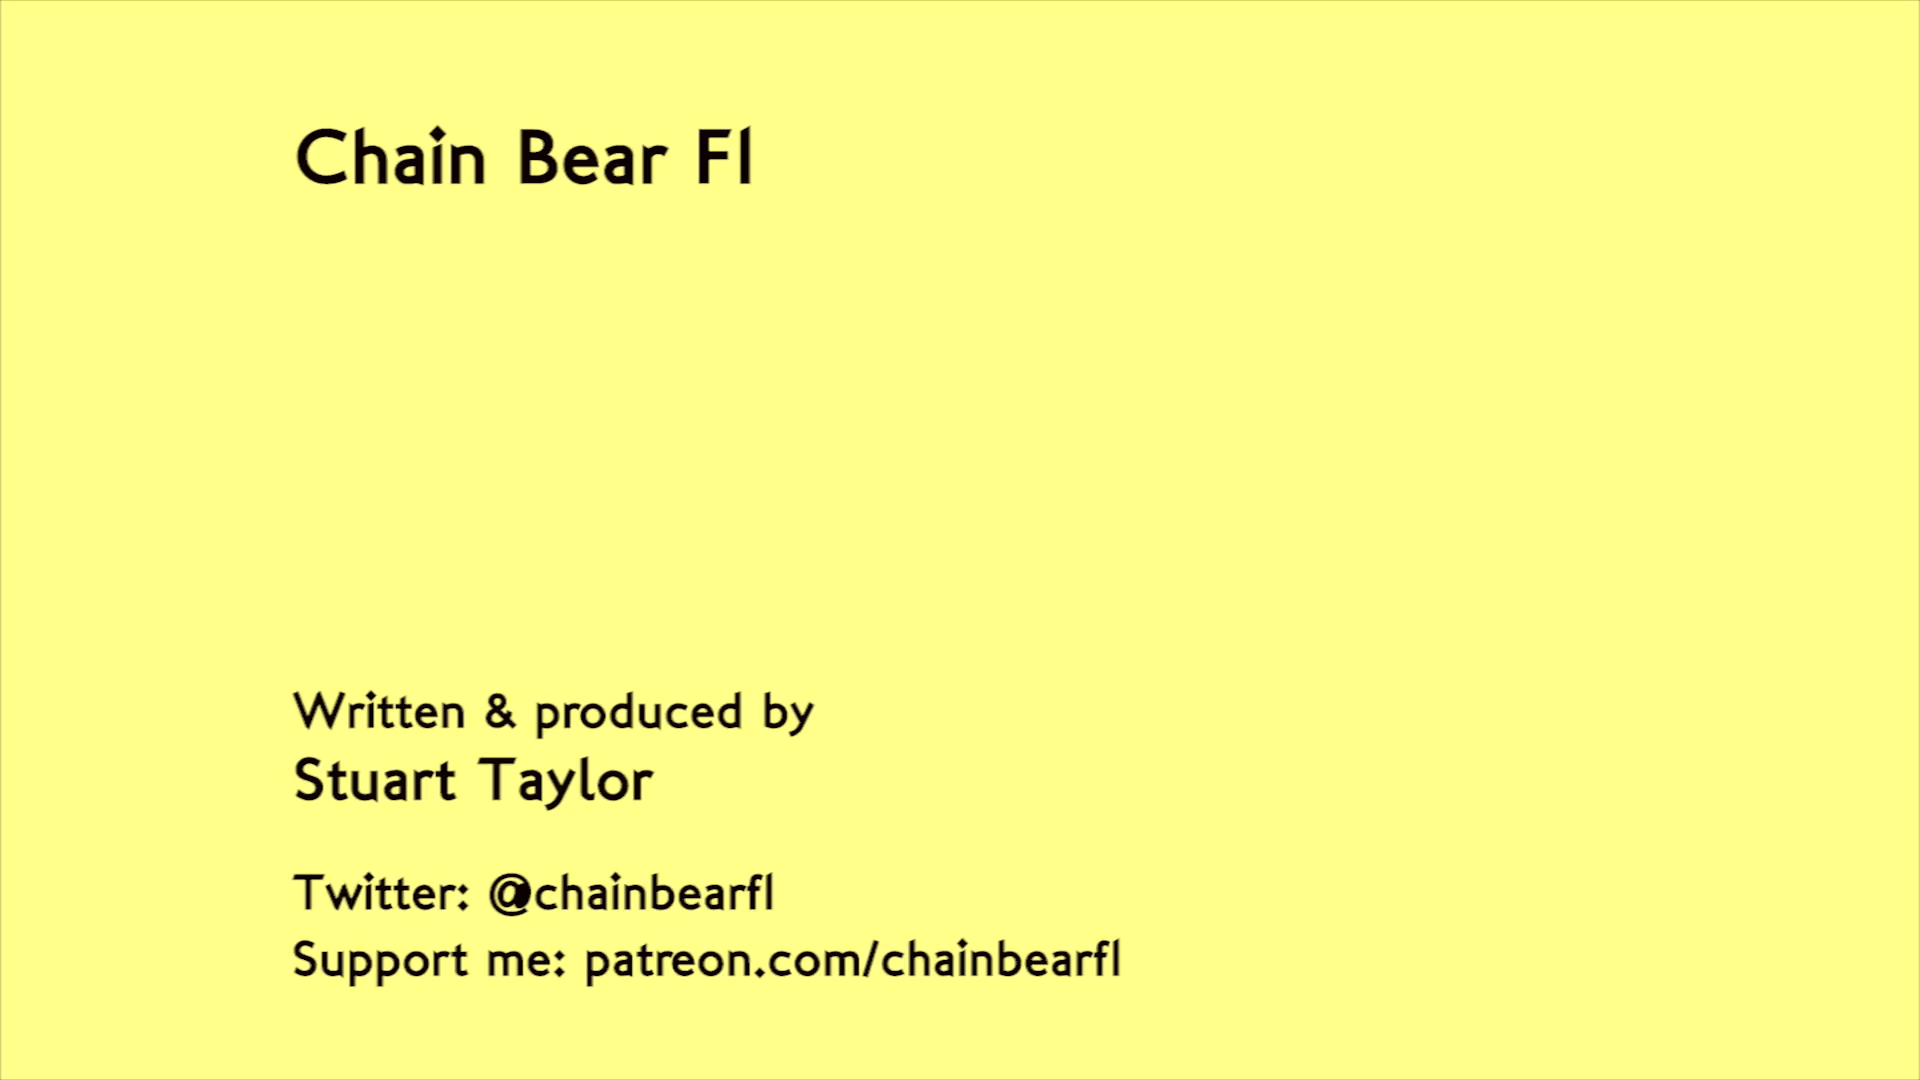 Chain Bear F1
Written & produced by
Stuart Taylor
Twitter: @chainbearf1
Support me: patreon.com/chainbearf1